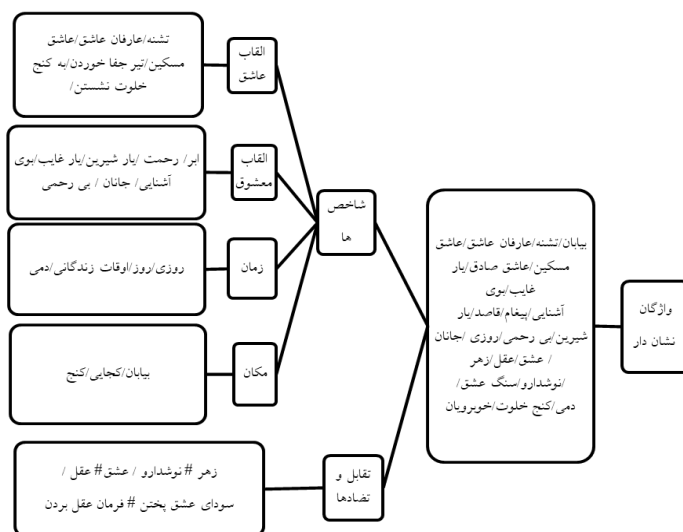 واژگان
نشان دار
بیابان/تشنه/عارفان عاشق/عاشق
مسکین/عاشق صادق/یار
غایب/بوی
آشنایی/پیغام/قاصد/یار
شیرین/بی رحمی/روزی /جانان
/ عشق/عقل/زهر
/نوشدارو/سنگ عشق/
دمی/کنج خلوت/خوبرویان
شاخص
ها
القاب
عاشق
تشنه/عارفان عاشق/عاشق
مسکین/تیر جفا خوردن/به کنج
خلوت نشستن/
القاب
معشوق
ابر/ رحمت /یار شیرین/یار غایب/بوی
آشنایی/ جانان / بی رحمی
زمان
روزی/روز/اوقات زندگانی/دمی
مکان
بیابان/کجایی/کنج
تقابل و
تضادها
زهر # نوشدارو / عشق# عقل /
سودای عشق پختن # فرمان عقل بردن